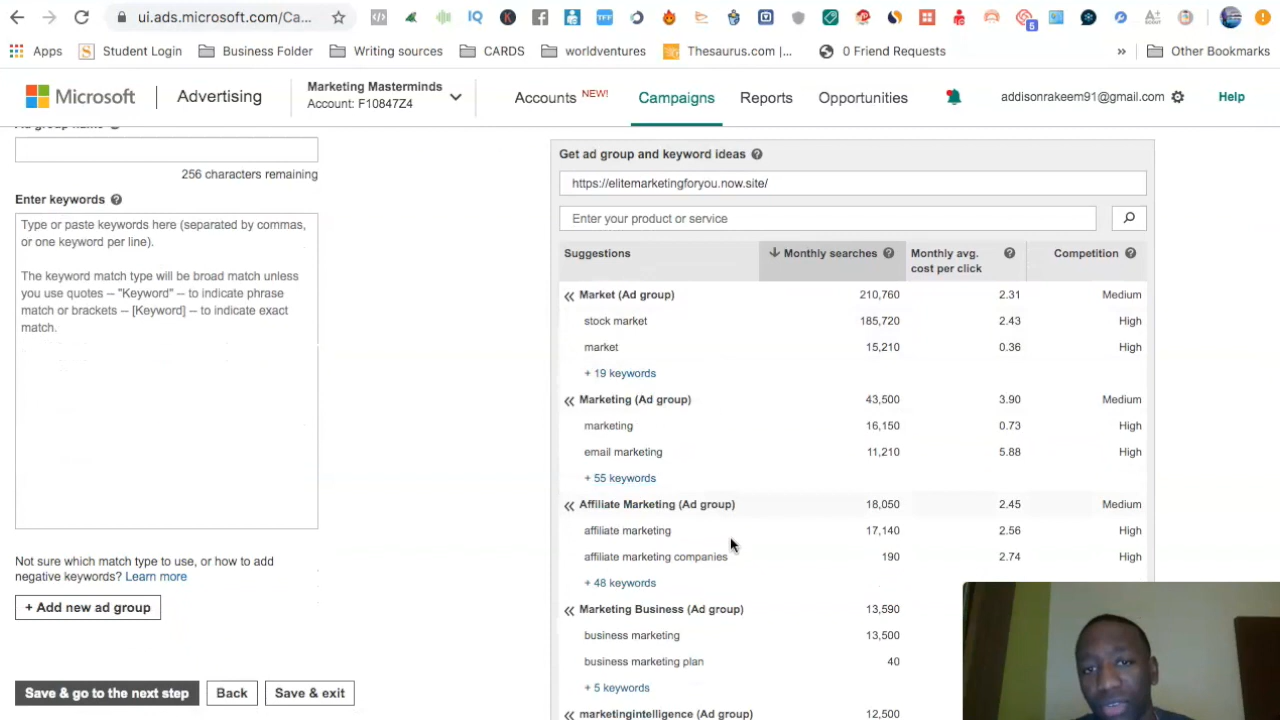 ui.ads.microsoft.com/Ca...
5
Apps
Student Login
Business Folder
Writing sources
CARDS
worldventures
Thesaurus.com |...
0 Friend Requests
»
Other Bookmarks
Microsoft
Advertising
Marketing Masterminds
Account: F10847Z4
Accounts NEW!
Campaigns
Reports
Opportunities
addisonrakeem91@gmail.com
Help
Ad group name
256 characters remaining
Enter keywords
Type or paste keywords here (separated by commas,
or one keyword per line).
The keyword match type will be broad match unless
you use quotes -- "Keyword" -- to indicate phrase
match or brackets -- [Keyword] -- to indicate exact
match.
Not sure which match type to use, or how to add
negative keywords? Learn more
+ Add new ad group
Save & go to the next step
Back
Save & exit
Get ad group and keyword ideas
https://elitemarketingforyou.now.site/
Enter your product or service
Suggestions Monthly searches Monthly avg. cost per click Competition
Market (Ad group) 210,760 2.31 Medium
stock market 185,720 2.43 High
market 15,210 0.36 High
+ 19 keywords
Marketing (Ad group) 43,500 3.90 Medium
marketing 16,150 0.73 High
email marketing 11,210 5.88 High
+ 55 keywords
Affiliate Marketing (Ad group) 18,050 2.45 Medium
affiliate marketing 17,140 2.56 High
affiliate marketing companies 190 2.74 High
+ 48 keywords
Marketing Business (Ad group) 13,590
business marketing 13,500
business marketing plan 40
+ 5 keywords
marketingintelligence (Ad group) 12,500